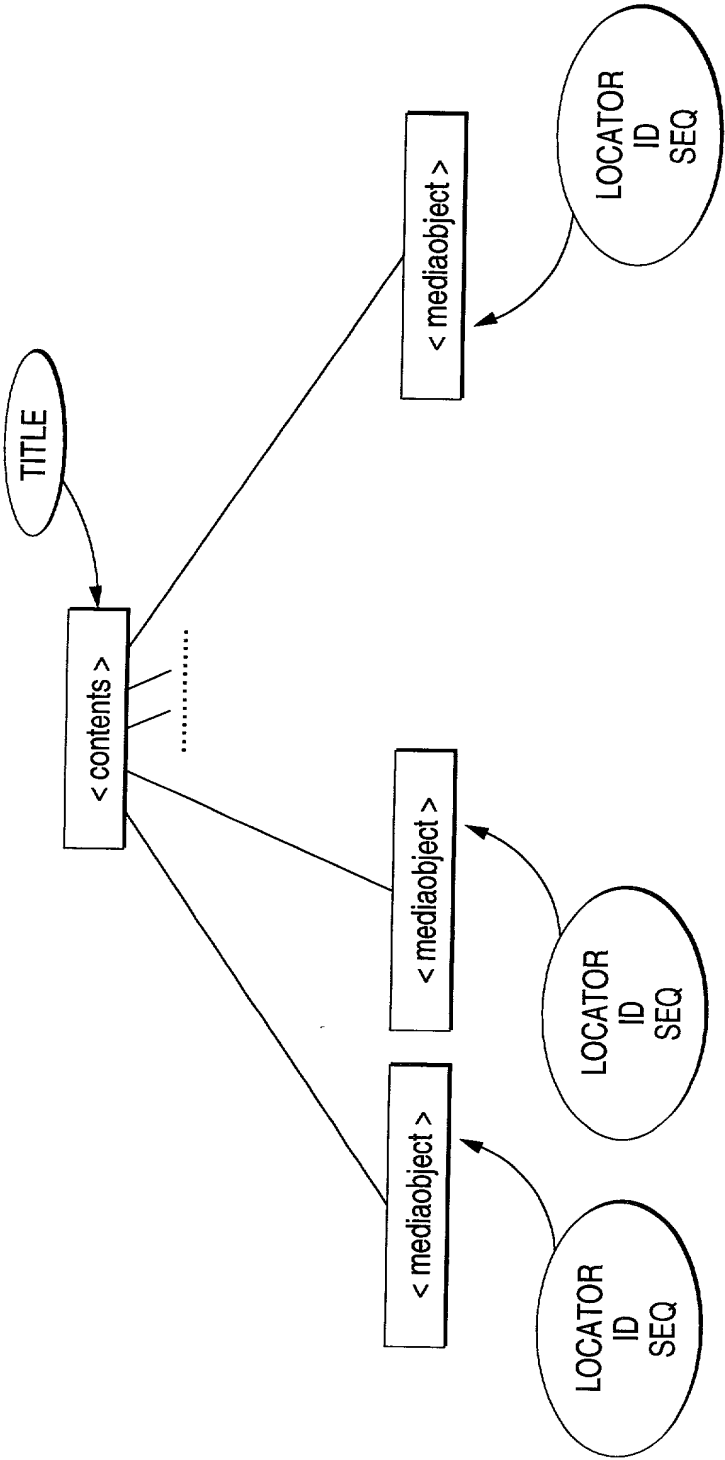 TITLE
< contents >
............
< mediaobject >
< mediaobject >
< mediaobject >
LOCATOR
ID
SEQ
LOCATOR
ID
SEQ
LOCATOR
ID
SEQ